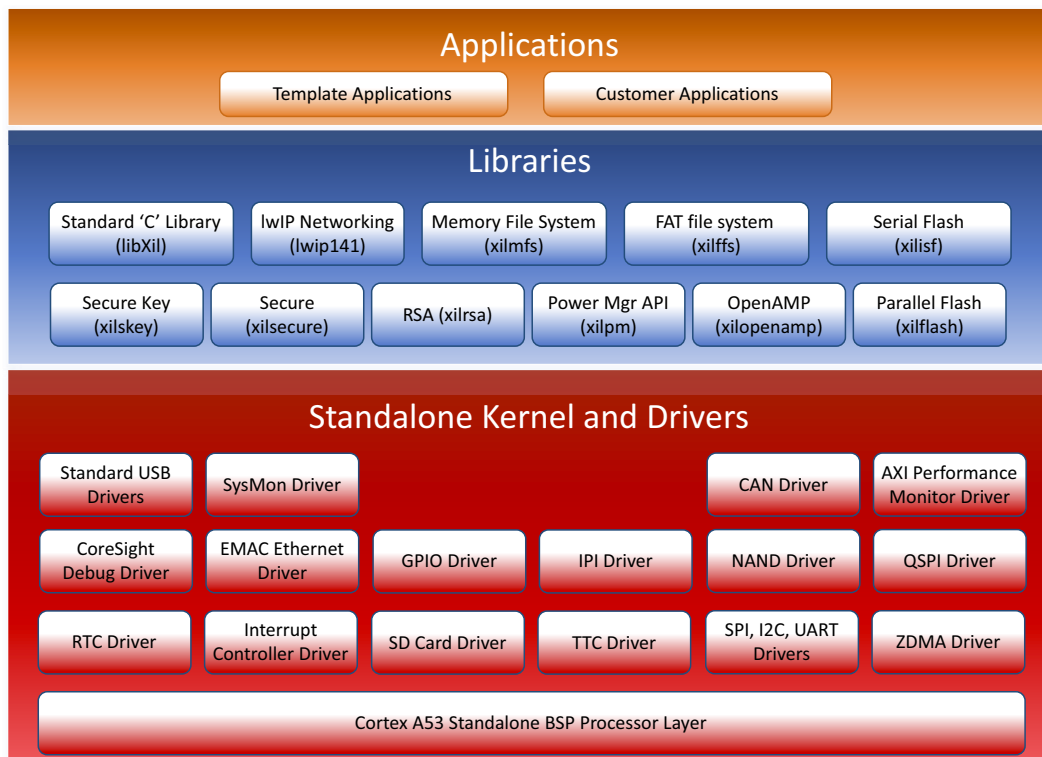 Applications
Template Applications
Customer Applications
Libraries
Standard ‘C’ Library
(libXil)
lwIP Networking
(lwip141)
Memory File System
(xilmfs)
FAT file system
(xilffs)
Serial Flash
(xilisf)
Secure Key
(xilskey)
Secure
(xilsecure)
RSA (xilrsa)
Power Mgr API
(xilpm)
OpenAMP
(xilopenamp)
Parallel Flash
(xilflash)
Standalone Kernel and Drivers
Standard USB
Drivers
SysMon Driver
CAN Driver
AXI Performance
Monitor Driver
CoreSight
Debug Driver
EMAC Ethernet
Driver
GPIO Driver
IPI Driver
NAND Driver
QSPI Driver
RTC Driver
Interrupt
Controller Driver
SD Card Driver
TTC Driver
SPI, I2C, UART
Drivers
ZDMA Driver
Cortex A53 Standalone BSP Processor Layer